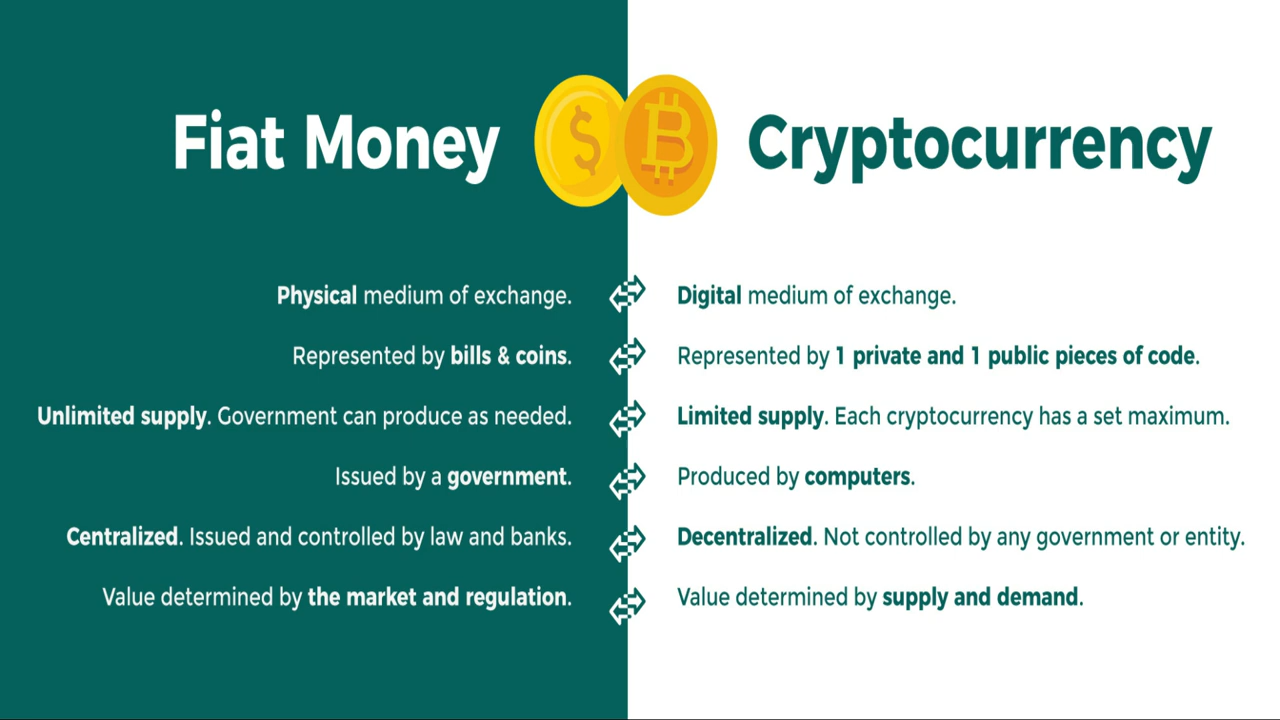 Fiat Money
$
B
Cryptocurrency
Physical medium of exchange.
Digital medium of exchange.
Represented by bills & coins.
Represented by 1 private and 1 public pieces of code.
Unlimited supply. Government can produce as needed.
Limited supply. Each cryptocurrency has a set maximum.
Issued by a government.
Produced by computers.
Centralized. Issued and controlled by law and banks.
Decentralized. Not controlled by any government or entity.
Value determined by the market and regulation.
Value determined by supply and demand.